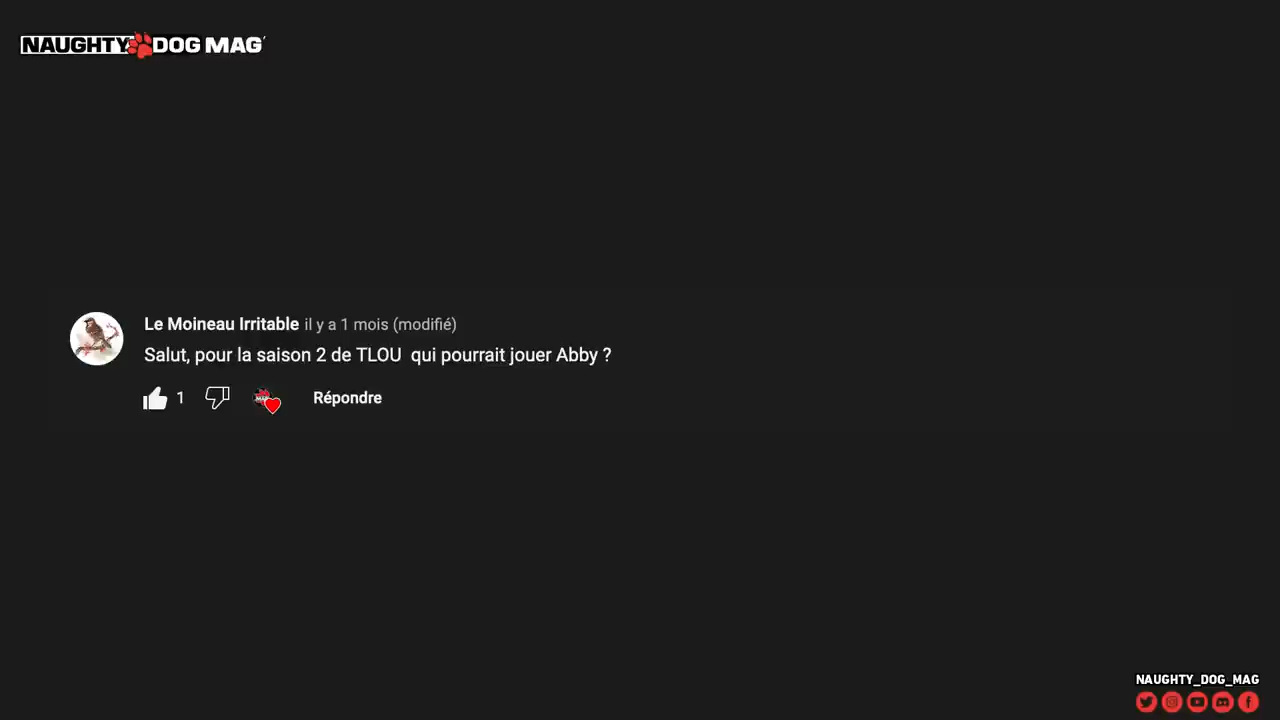 NAUGHTY DOG MAG'
Le Moineau Irritable il y a 1 mois (modifié)
Salut, pour la saison 2 de TLOU  qui pourrait jouer Abby ?
1 Répondre
NAUGHTY_DOG_MAG